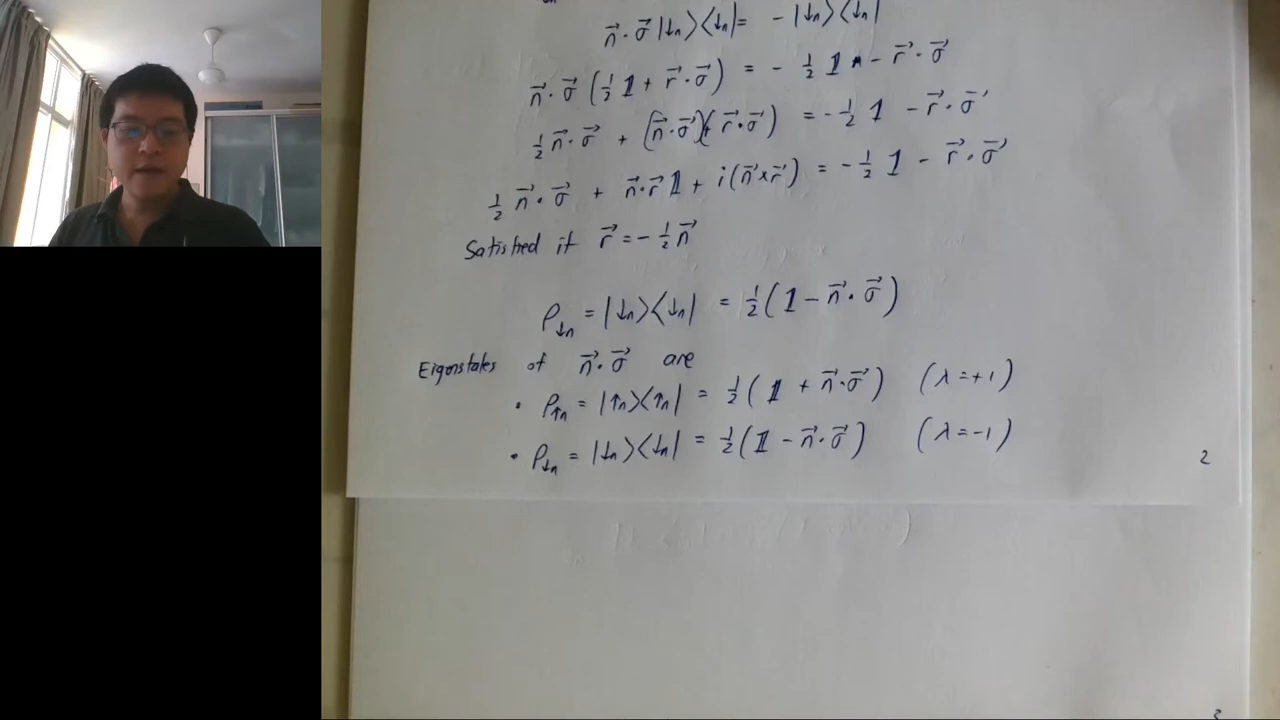 n⃗·σ⃗ |↓n⟩⟨↓n| = - |↓n⟩⟨↓n|
n⃗·σ⃗ (½ 𝟙 + r⃗·σ⃗) = - ½ 𝟙 - r⃗·σ⃗
½ n⃗·σ⃗ + (n⃗·σ⃗)(r⃗·σ⃗) = - ½ 𝟙 - r⃗·σ⃗
½ n⃗·σ⃗ + n⃗·r⃗ 𝟙 + i(n⃗×r⃗) = - ½ 𝟙 - r⃗·σ⃗
Satisfied if r⃗ = - ½ n⃗
ρ↓n = |↓n⟩⟨↓n| = ½(𝟙 - n⃗·σ⃗)
Eigenstates of n⃗·σ⃗ are
• ρ↑n = |↑n⟩⟨↑n| = ½(𝟙 + n⃗·σ⃗) (λ=+1)
• ρ↓n = |↓n⟩⟨↓n| = ½(𝟙 - n⃗·σ⃗) (λ=-1)
2